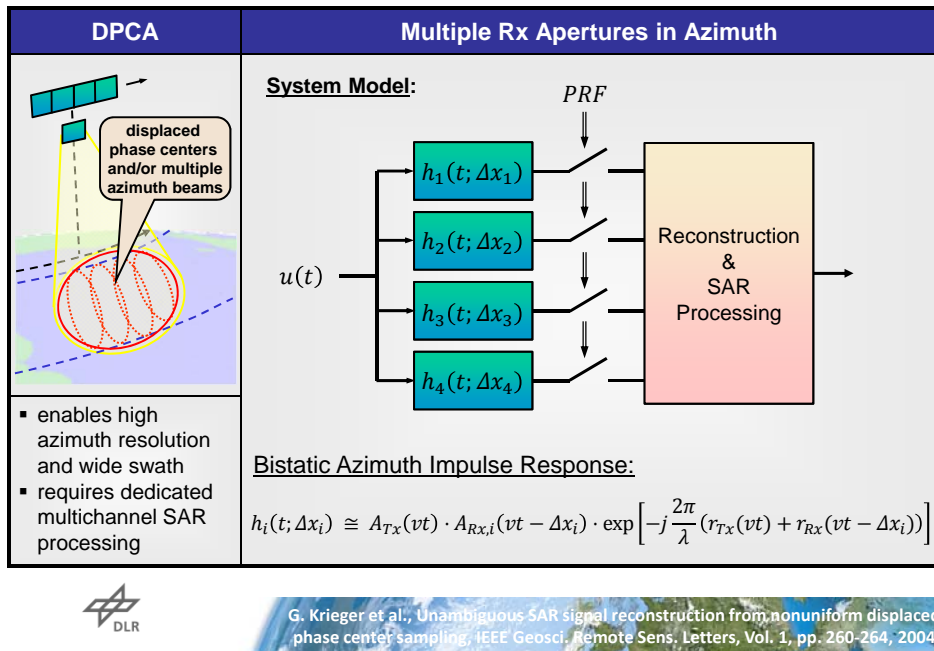 DPCA
Multiple Rx Apertures in Azimuth
displaced
phase centers
and/or multiple
azimuth beams
▪ enables high
azimuth resolution
and wide swath
▪ requires dedicated
multichannel SAR
processing
System Model:
PRF
u(t)
h₁(t; Δx₁)
h₂(t; Δx₂)
h₃(t; Δx₃)
h₄(t; Δx₄)
Reconstruction
&
SAR
Processing
Bistatic Azimuth Impulse Response:
hᵢ(t; Δxᵢ) ≅ A_Tx(vt) · A_Rx,i(vt − Δxᵢ) · exp[−j 2π/λ (r_Tx(vt) + r_Rx(vt − Δxᵢ))]
DLR
G. Krieger et al., Unambiguous SAR signal reconstruction from nonuniform displaced
phase center sampling, IEEE Geosci. Remote Sens. Letters, Vol. 1, pp. 260-264, 2004